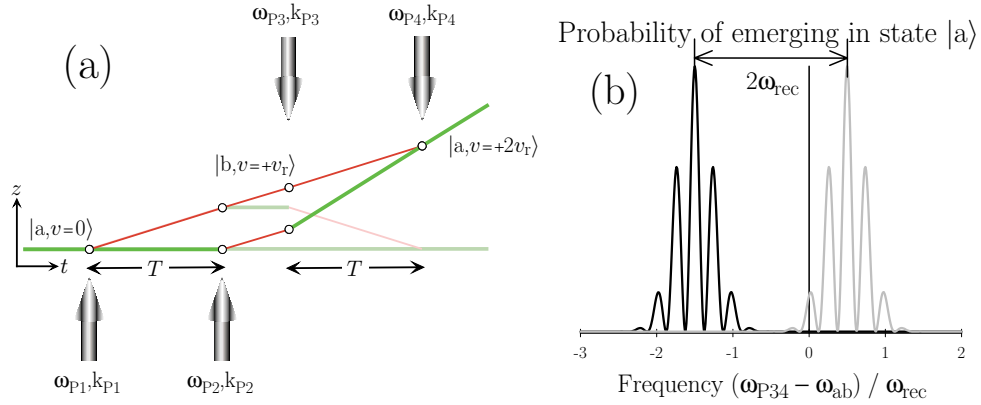 (a)
ω_P3,k_P3
ω_P4,k_P4
|b,v=+v_r⟩
|a,v=+2v_r⟩
z
|a,v=0⟩
t
T
T
ω_P1,k_P1
ω_P2,k_P2
Probability of emerging in state |a⟩
(b)
2ω_rec
-3
-2
-1
0
1
2
Frequency (ω_P34 − ω_ab) / ω_rec